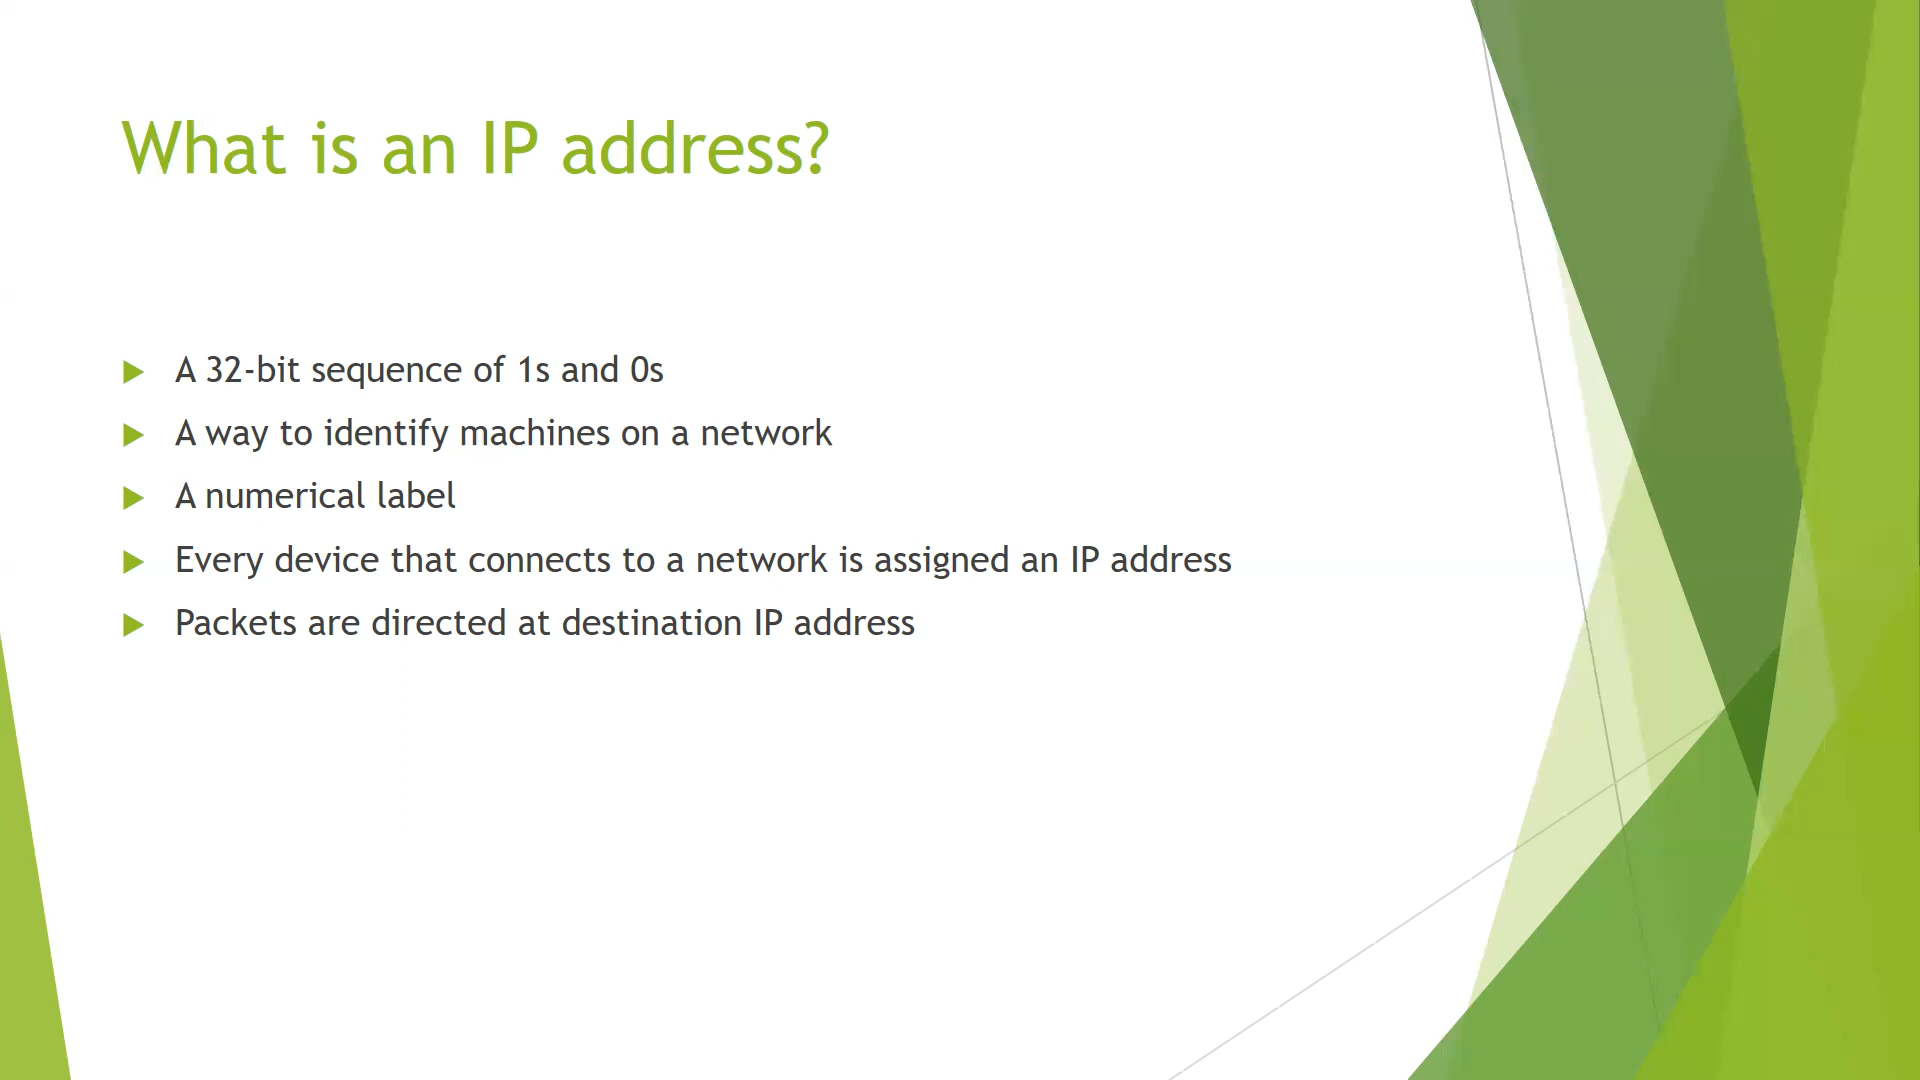 What is an IP address?
A 32-bit sequence of 1s and 0s
A way to identify machines on a network
A numerical label
Every device that connects to a network is assigned an IP address
Packets are directed at destination IP address